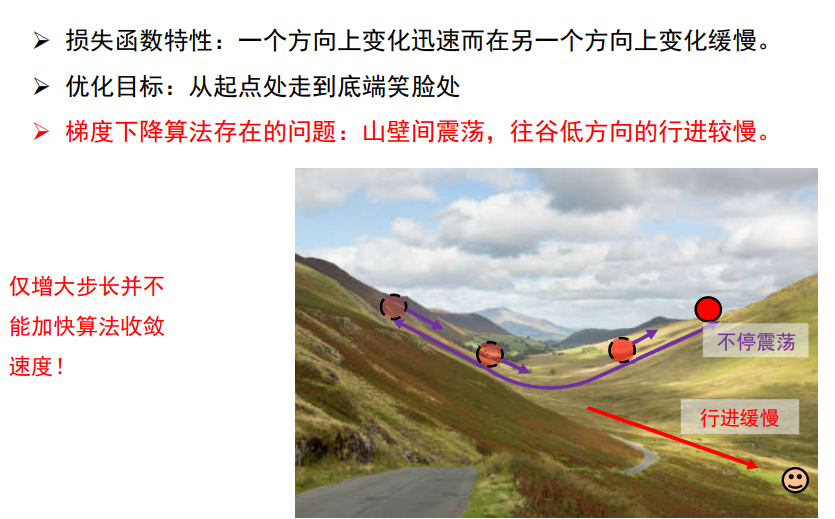 损失函数特性：一个方向上变化迅速而在另一个方向上变化缓慢。
优化目标：从起点处走到底端笑脸处
梯度下降算法存在的问题：山壁间震荡，往谷低方向的行进较慢。
仅增大步长并不
能加快算法收敛
速度！
不停震荡
行进缓慢